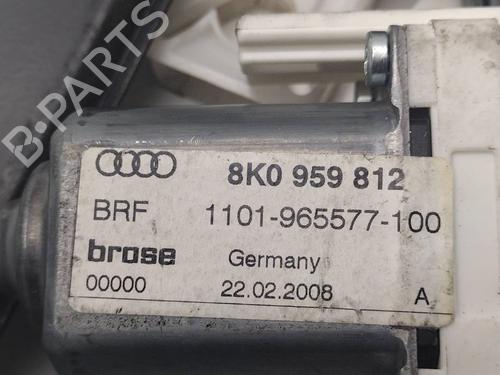 B-PARTS
8K0 959 812
BRF 1101-965577-100
brose Germany
00000 22.02.2008 A